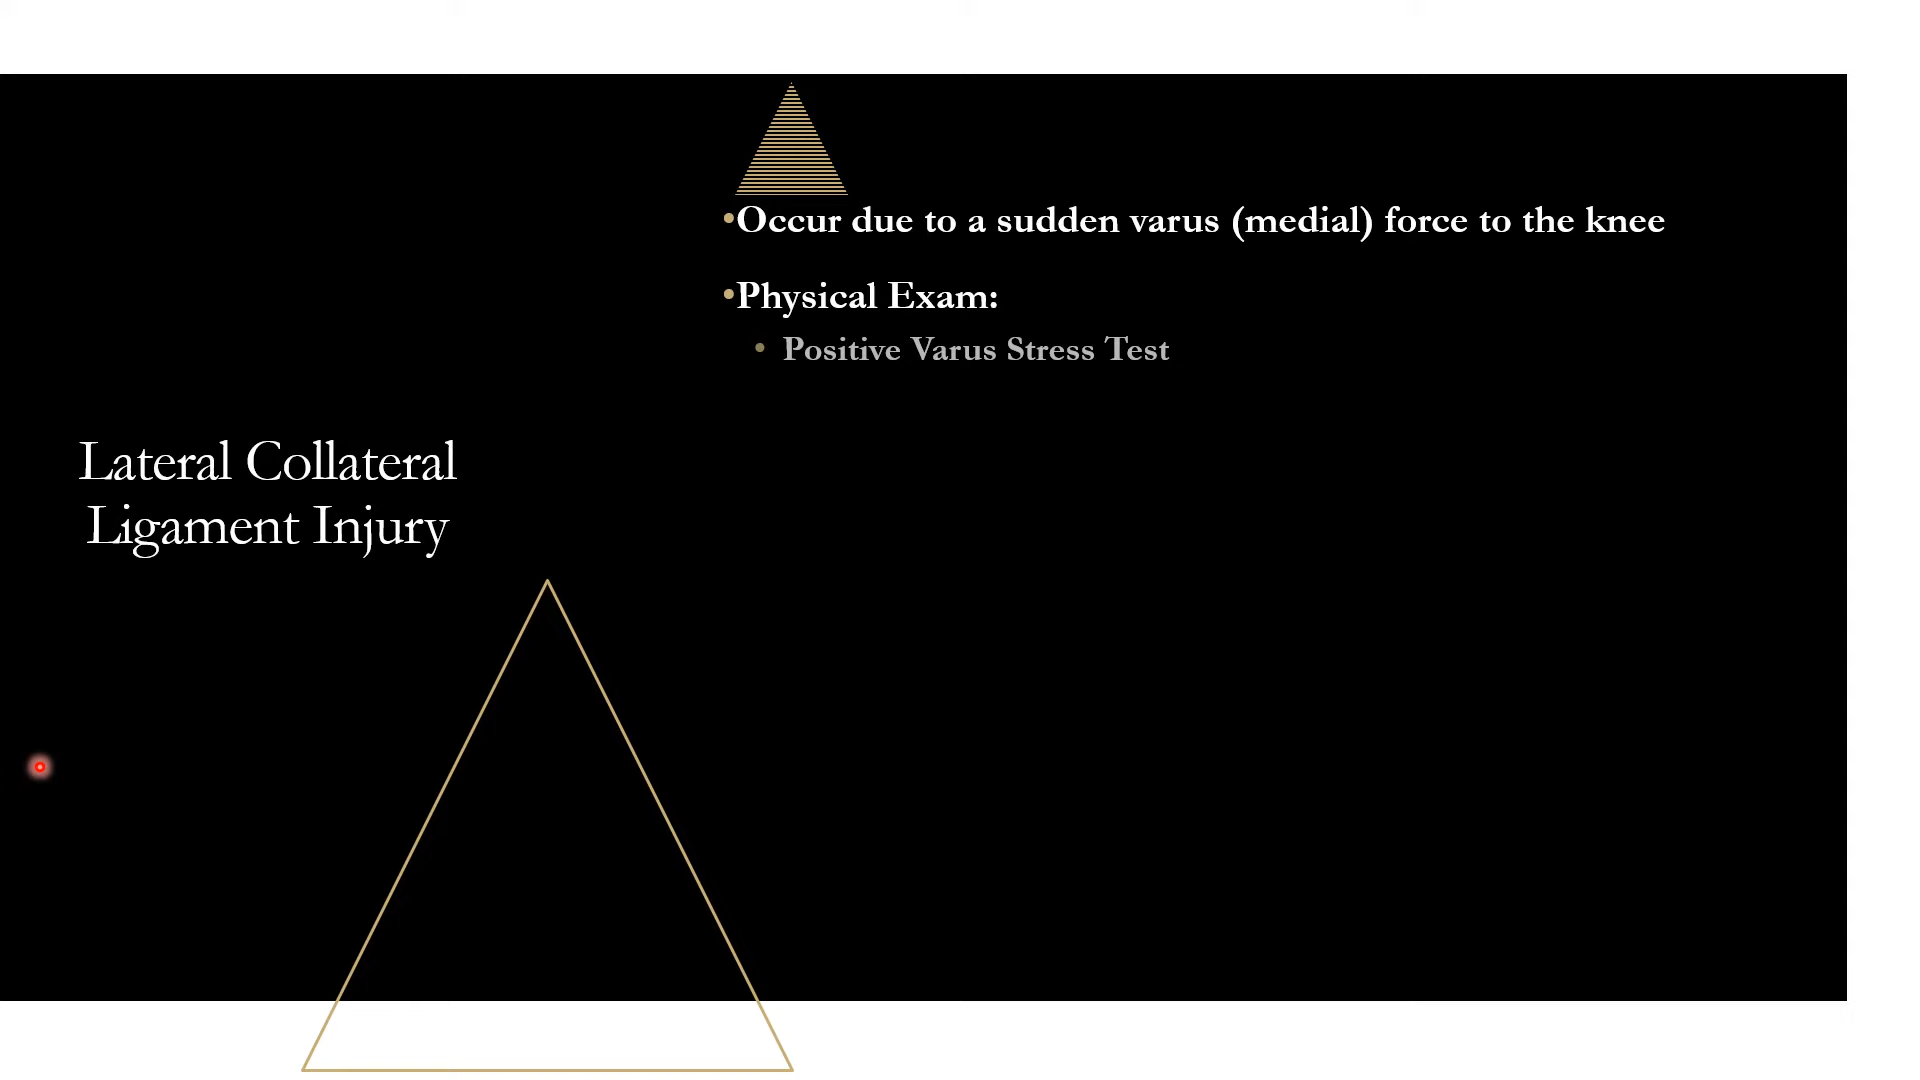 Lateral Collateral
Ligament Injury
•Occur due to a sudden varus (medial) force to the knee
•Physical Exam:
• Positive Varus Stress Test